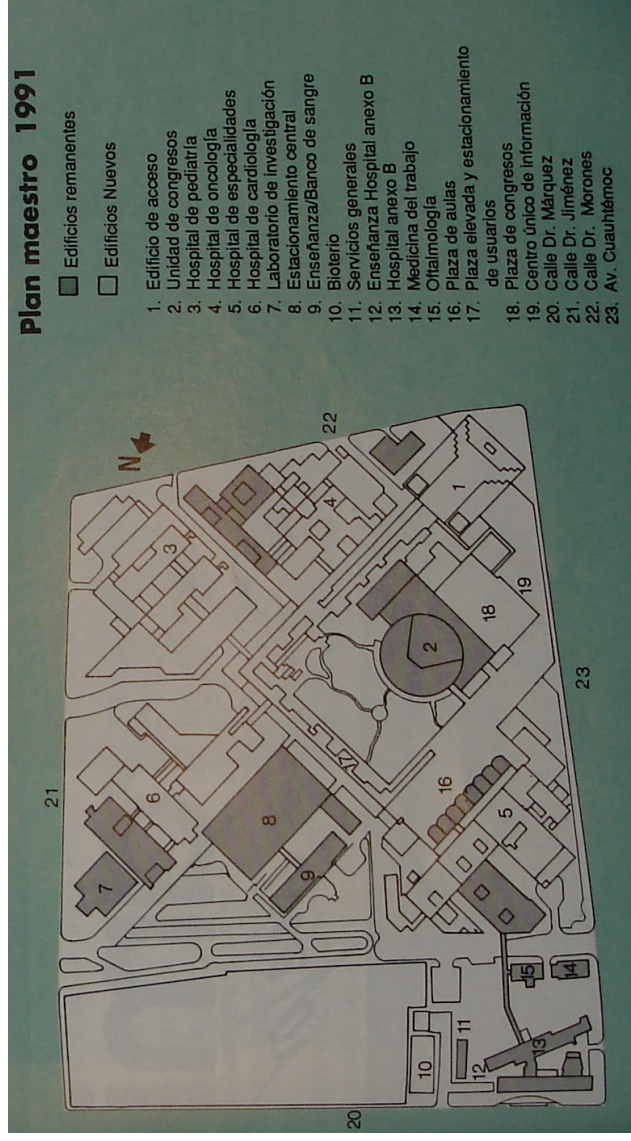 Plan maestro 1991
Edificios remanentes
Edificios Nuevos
1. Edificio de acceso
2. Unidad de congresos
3. Hospital de pediatría
4. Hospital de oncología
5. Hospital de especialidades
6. Hospital de cardiología
7. Laboratorio de Investigación
8. Estacionamiento central
9. Enseñanza/Banco de sangre
10. Bioterio
11. Servicios generales
12. Enseñanza Hospital anexo B
13. Hospital anexo B
14. Medicina del trabajo
15. Oftalmología
16. Plaza de aulas
17. Plaza elevada y estacionamiento
de usuarios
18. Plaza de congresos
19. Centro único de información
20. Calle Dr. Márquez
21. Calle Dr. Jiménez
22. Calle Dr. Morones
23. Av. Cuauhtémoc
N
21
22
3
4
1
6
7
8
9
2
18
19
17
16
5
23
10
11
12
13
14
15
20